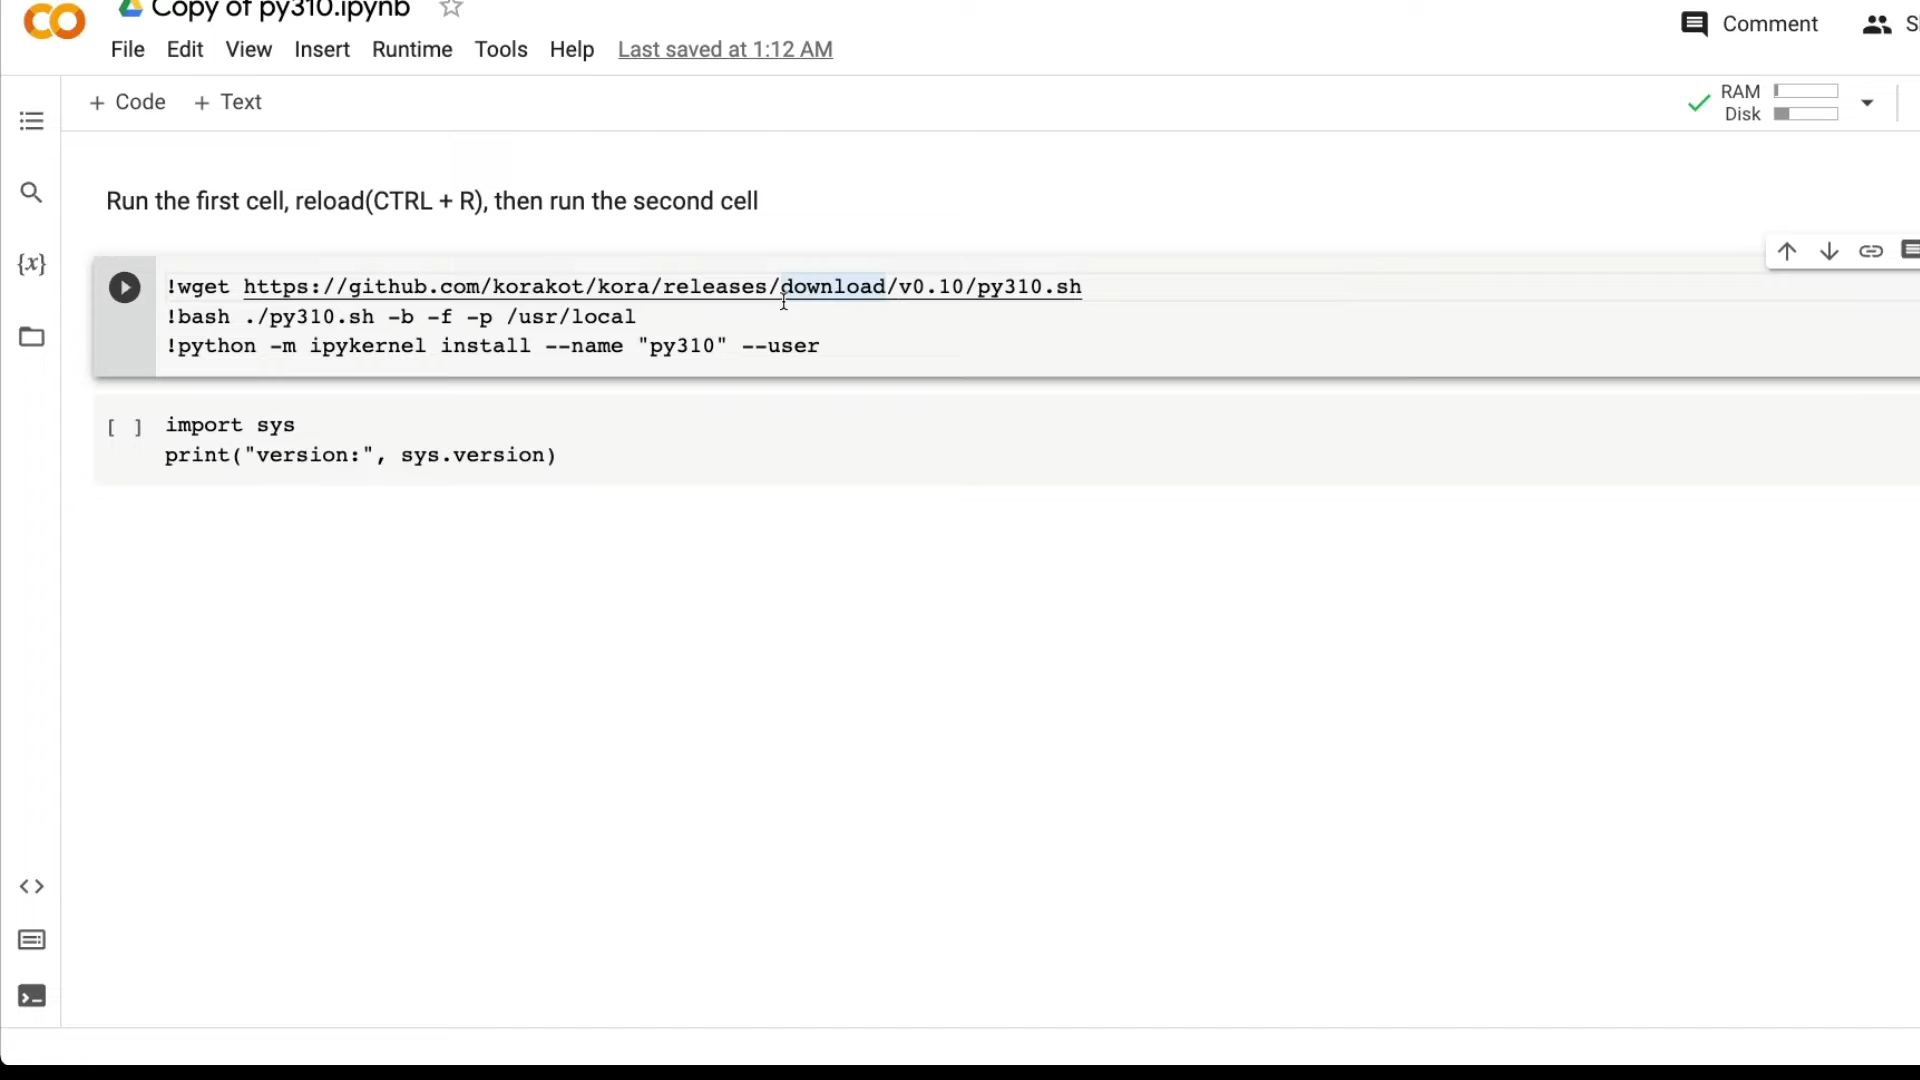 Copy of py310.ipynb
File Edit View Insert Runtime Tools Help Last saved at 1:12 AM
Comment
+ Code + Text
RAM
Disk
Run the first cell, reload(CTRL + R), then run the second cell
{x}
!wget https://github.com/korakot/kora/releases/download/v0.10/py310.sh
!bash ./py310.sh -b -f -p /usr/local
!python -m ipykernel install --name "py310" --user
[ ] import sys
print("version:", sys.version)